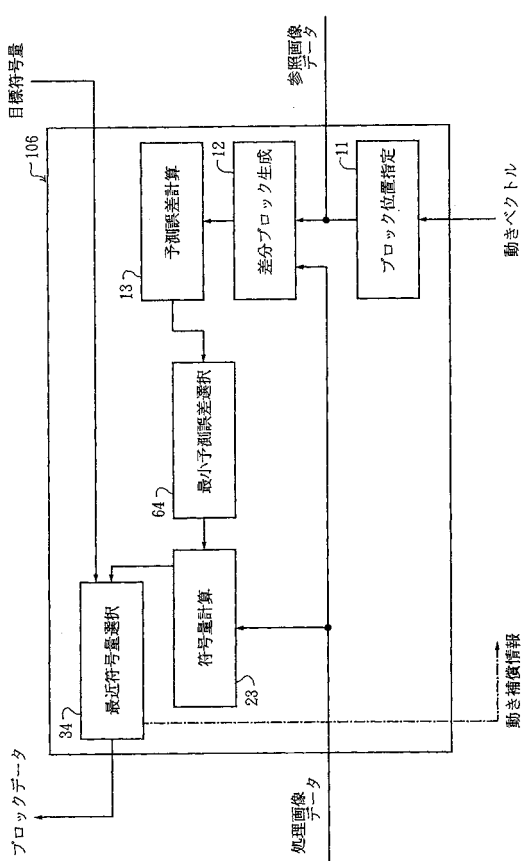 目標符号量
参照画像
データ
106
予測誤差計算
13
差分ブロック生成
12
ブロック位置指定
11
動きベクトル
最小予測誤差選択
64
最近符号量選択
34
符号量計算
23
動き補償情報
ブロックデータ
処理画像
データ